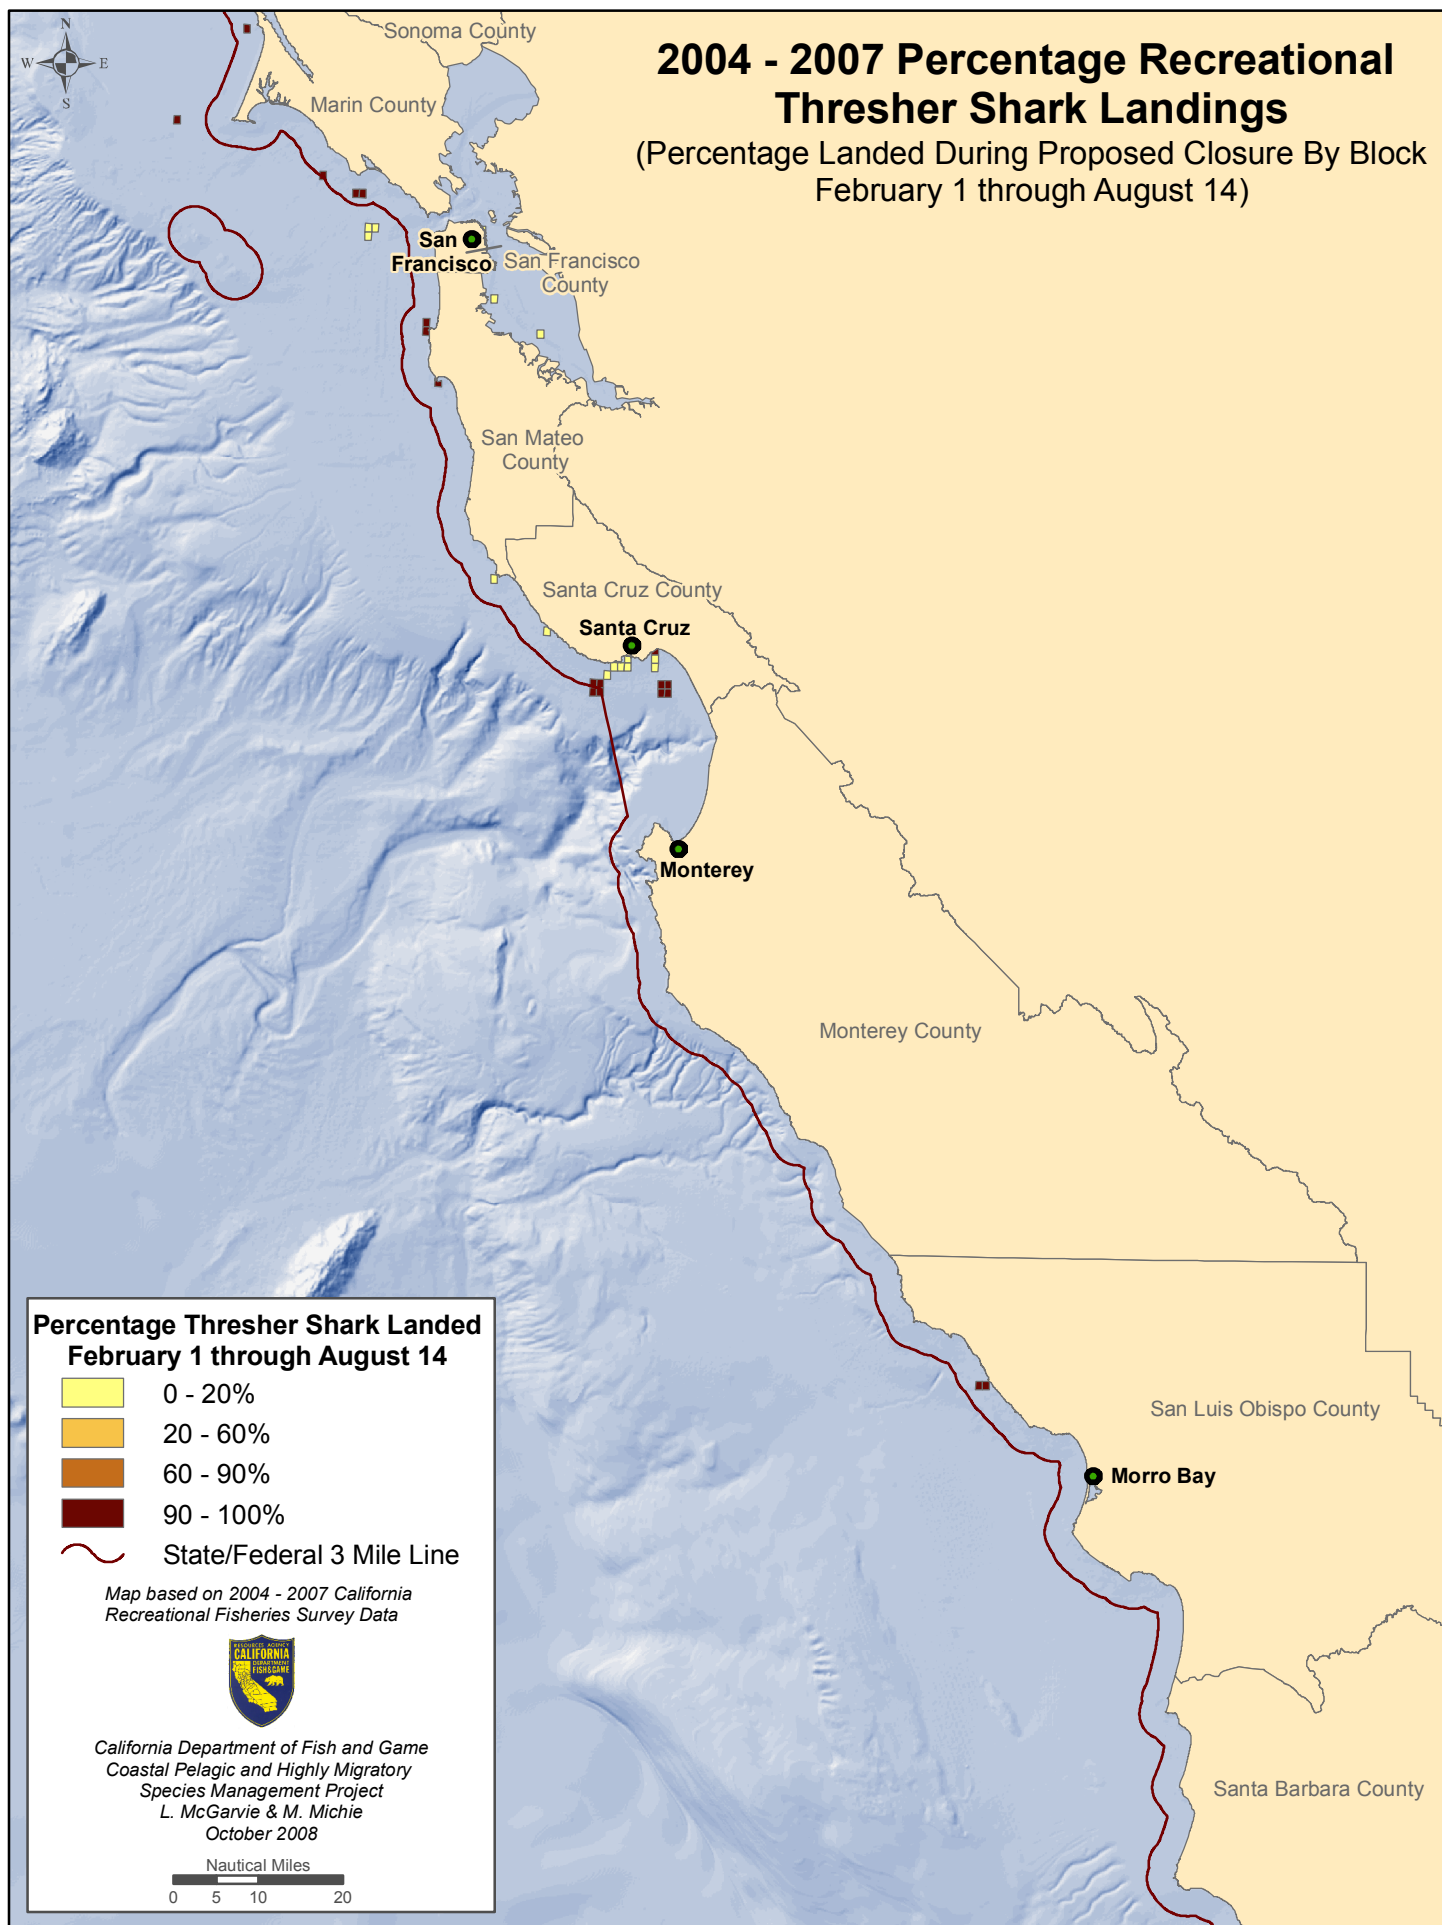 2004 - 2007 Percentage Recreational
Thresher Shark Landings
(Percentage Landed During Proposed Closure By Block
February 1 through August 14)
N
W
E
S
Sonoma County
Marin County
San
Francisco
San Francisco
County
San Mateo
County
Santa Cruz County
Santa Cruz
Monterey
Monterey County
San Luis Obispo County
Morro Bay
Santa Barbara County
Percentage Thresher Shark Landed
February 1 through August 14
0 - 20%
20 - 60%
60 - 90%
90 - 100%
State/Federal 3 Mile Line
Map based on 2004 - 2007 California
Recreational Fisheries Survey Data
RESOURCES AGENCY
CALIFORNIA
DEPARTMENT
FISH&GAME
California Department of Fish and Game
Coastal Pelagic and Highly Migratory
Species Management Project
L. McGarvie & M. Michie
October 2008
Nautical Miles
0 5 10 20